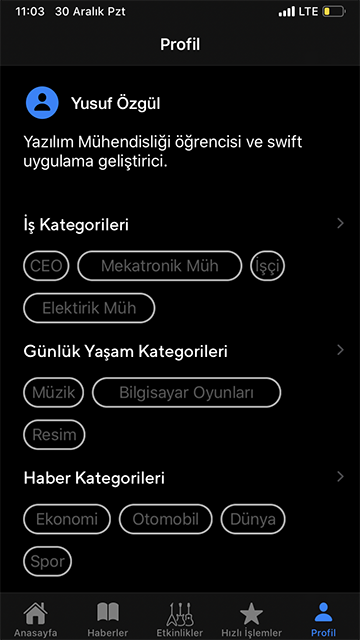 11:03 30 Aralık Pzt LTE
Profil
Yusuf Özgül
Yazılım Mühendisliği öğrencisi ve swift
uygulama geliştirici.
İş Kategorileri
CEO Mekatronik Müh İşçi
Elektirik Müh
Günlük Yaşam Kategorileri
Müzik Bilgisayar Oyunları
Resim
Haber Kategorileri
Ekonomi Otomobil Dünya
Spor
Anasayfa Haberler Etkinlikler Hızlı İşlemler Profil